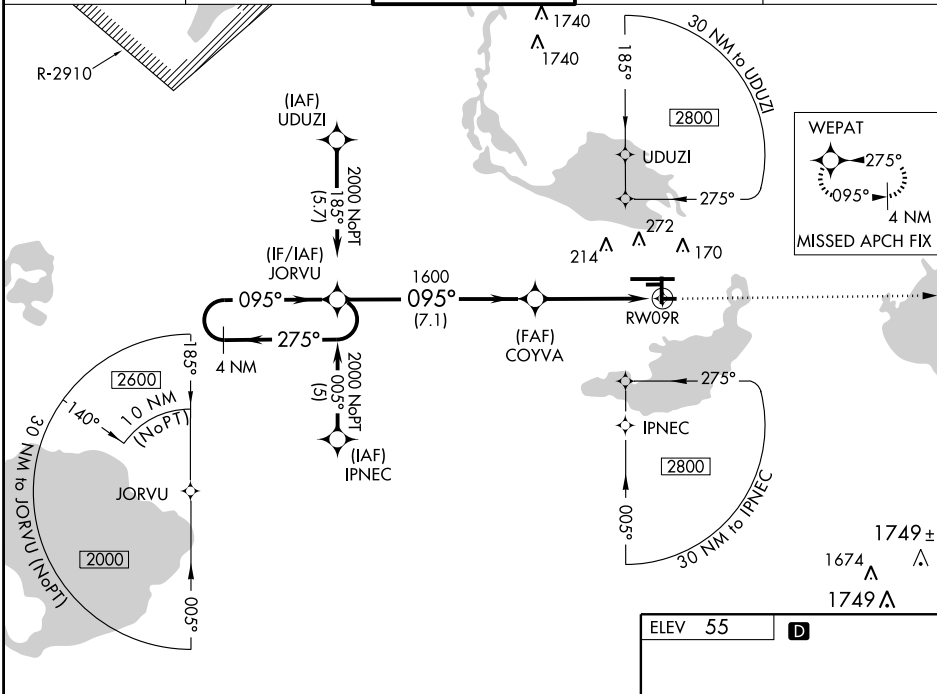 R-2910
1740
1740
(IAF)
UDUZI
2000 NoPT
185°
(5.7)
(IF/IAF)
JORVU
095°
275°
4 NM
1600
095°
(7.1)
(FAF)
COYVA
2000 NoPT
005°
(5)
(IAF)
IPNEC
30 NM to UDUZI
185°
2800
UDUZI
275°
WEPAT
275°
095°
4 NM
MISSED APCH FIX
272
214
170
RW09R
185°
2600
140°
10 NM
(NoPT)
30 NM to JORVU (NoPT)
JORVU
2000
005°
275°
IPNEC
2800
005°
30 NM to IPNEC
1749±
1674
1749
ELEV 55
D